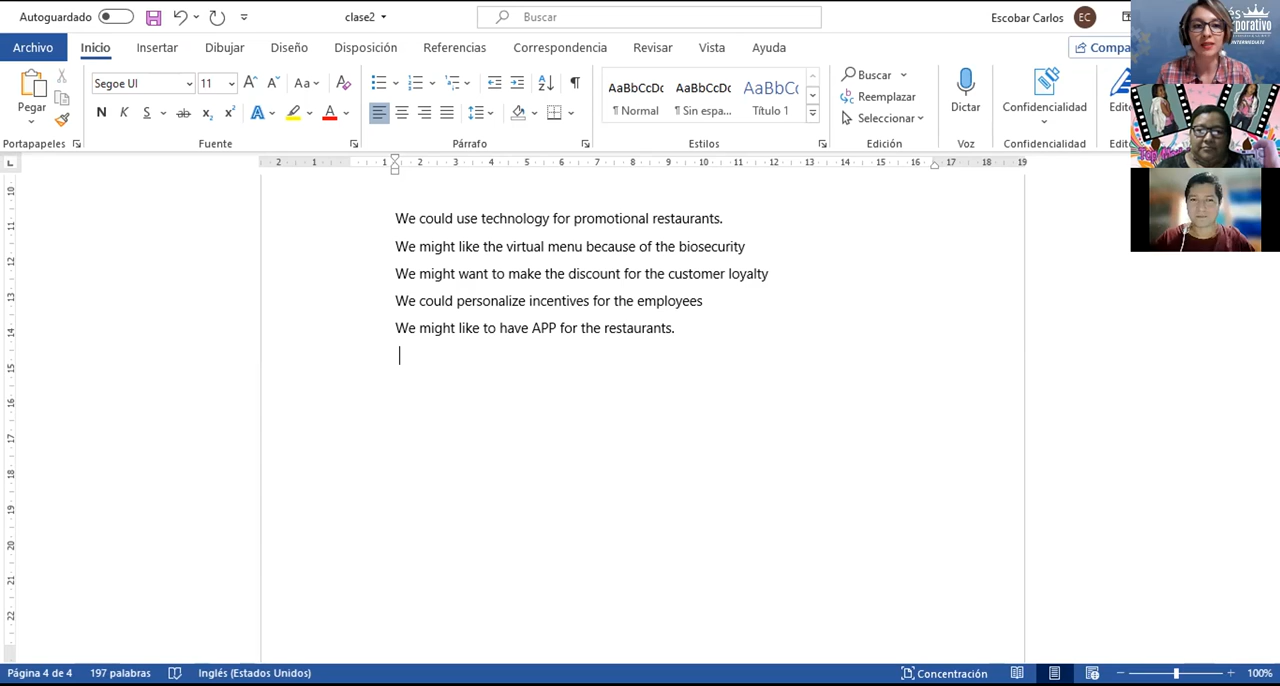 Autoguardado
clase2
Buscar
Escobar Carlos
EC
Archivo
Inicio
Insertar
Dibujar
Diseño
Disposición
Referencias
Correspondencia
Revisar
Vista
Ayuda
Pegar
Portapapeles
Segoe UI
11
Fuente
Párrafo
AaBbCcDc
¶ Normal
AaBbCcDc
¶ Sin espa...
AaBbCc
Título 1
Estilos
Buscar
Reemplazar
Seleccionar
Edición
Dictar
Voz
Confidencialidad
Confidencialidad
INTERMEDIATE
We could use technology for promotional restaurants.
We might like the virtual menu because of the biosecurity
We might want to make the discount for the customer loyalty
We could personalize incentives for the employees
We might like to have APP for the restaurants.
Página 4 de 4
197 palabras
Inglés (Estados Unidos)
Concentración
100%